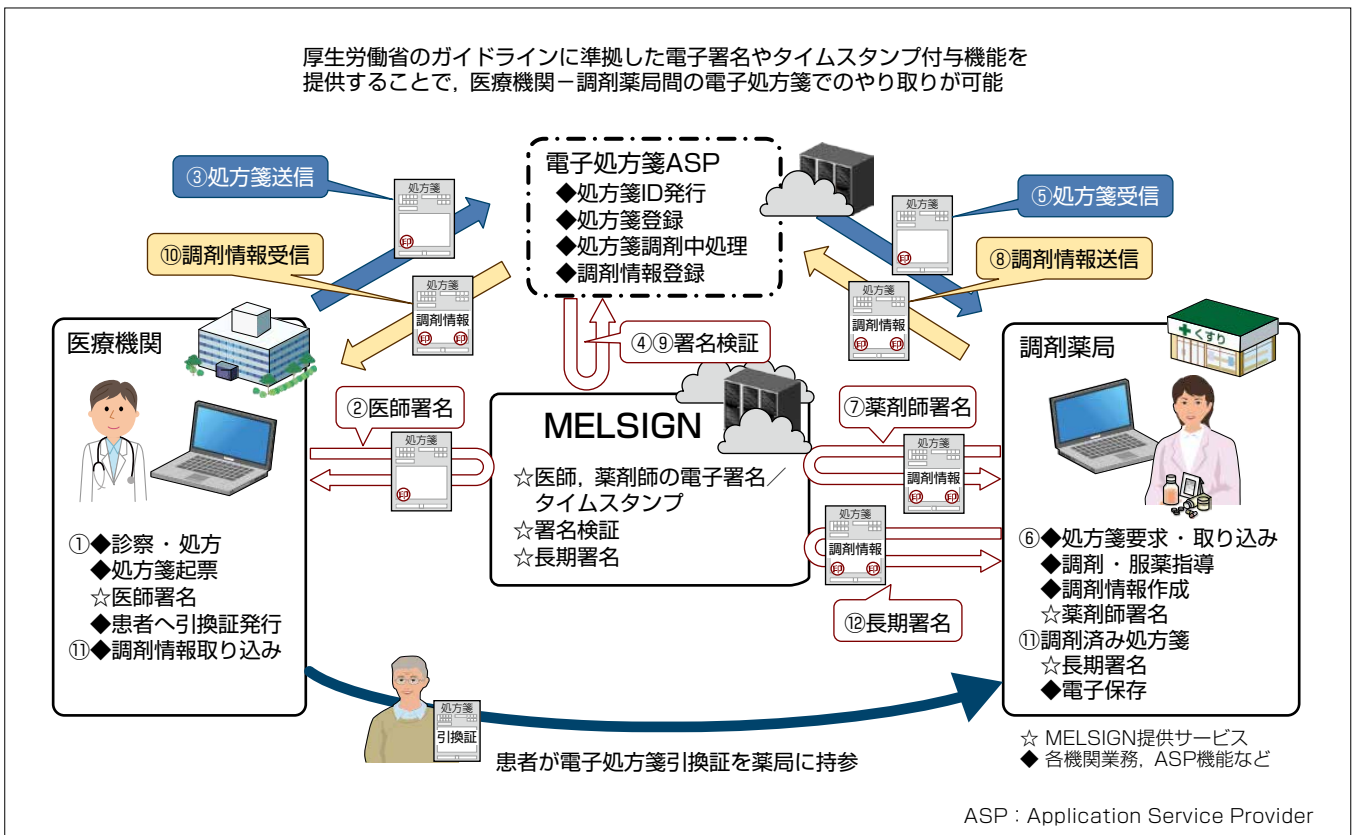 厚生労働省のガイドラインに準拠した電子署名やタイムスタンプ付与機能を
提供することで，医療機関－調剤薬局間の電子処方箋でのやり取りが可能
電子処方箋ASP
◆処方箋ID発行
◆処方箋登録
◆処方箋調剤中処理
◆調剤情報登録
③処方箋送信
処方箋
印
⑤処方箋受信
処方箋
印
⑩調剤情報受信
処方箋
調剤情報
印 印
⑧調剤情報送信
処方箋
調剤情報
印 印
④⑨署名検証
医療機関
①◆診察・処方
◆処方箋起票
☆医師署名
◆患者へ引換証発行
⑪◆調剤情報取り込み
②医師署名
処方箋
印
MELSIGN
☆医師，薬剤師の電子署名／
タイムスタンプ
☆署名検証
☆長期署名
⑦薬剤師署名
処方箋
調剤情報
印 印
処方箋
調剤情報
印 印
⑫長期署名
調剤薬局
くすり
⑥◆処方箋要求・取り込み
◆調剤・服薬指導
◆調剤情報作成
☆薬剤師署名
⑪調剤済み処方箋
☆長期署名
◆電子保存
処方箋
引換証
患者が電子処方箋引換証を薬局に持参
☆ MELSIGN提供サービス
◆ 各機関業務，ASP機能など
ASP：Application Service Provider